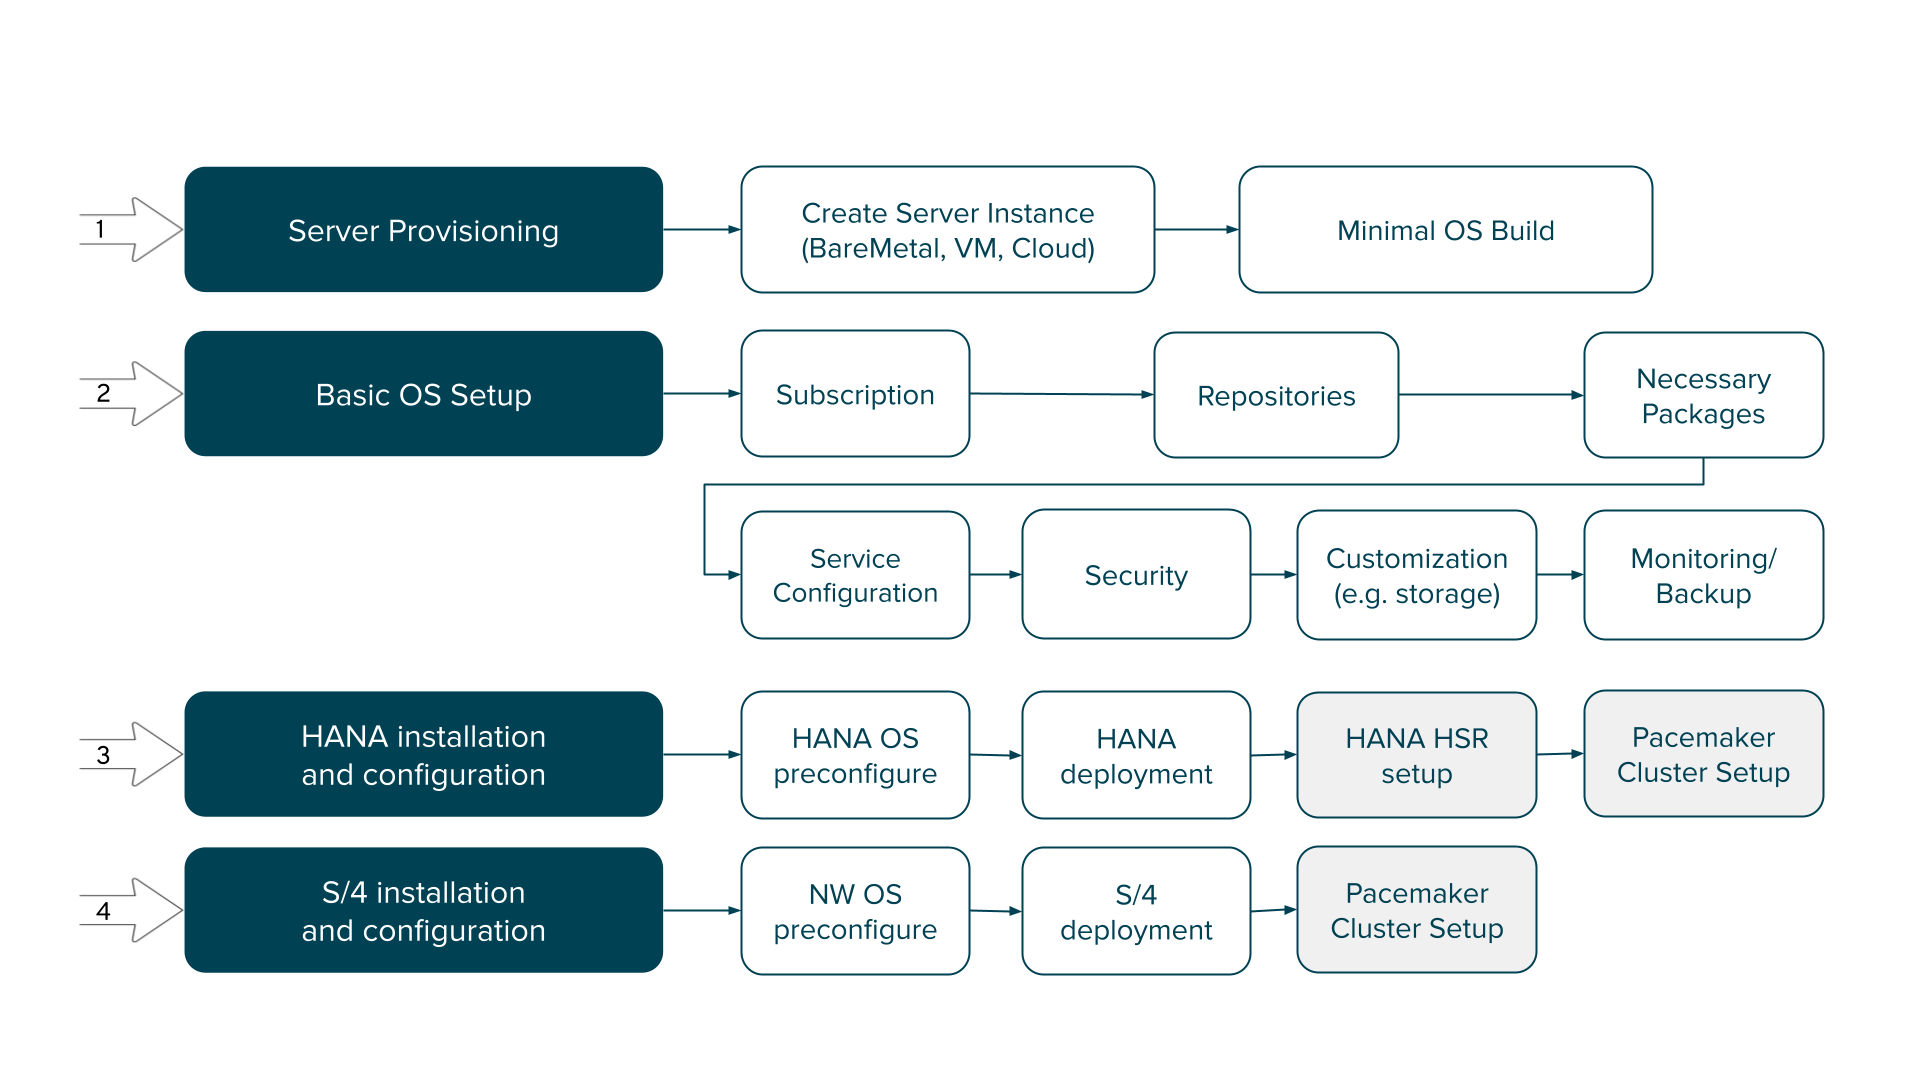 1
Server Provisioning
Create Server Instance
(BareMetal, VM, Cloud)
Minimal OS Build
2
Basic OS Setup
Subscription
Repositories
Necessary
Packages
Service
Configuration
Security
Customization
(e.g. storage)
Monitoring/
Backup
3
HANA installation
and configuration
HANA OS
preconfigure
HANA
deployment
HANA HSR
setup
Pacemaker
Cluster Setup
4
S/4 installation
and configuration
NW OS
preconfigure
S/4
deployment
Pacemaker
Cluster Setup